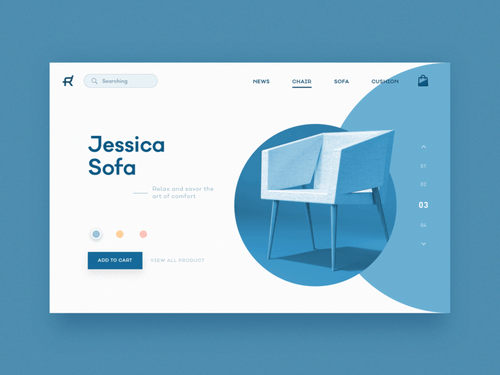 Searching
NEWS
CHAIR
SOFA
CUSHION
Jessica
Sofa
Relax and savor the
art of comfort
ADD TO CART
VIEW ALL PRODUCT
01
02
03
04